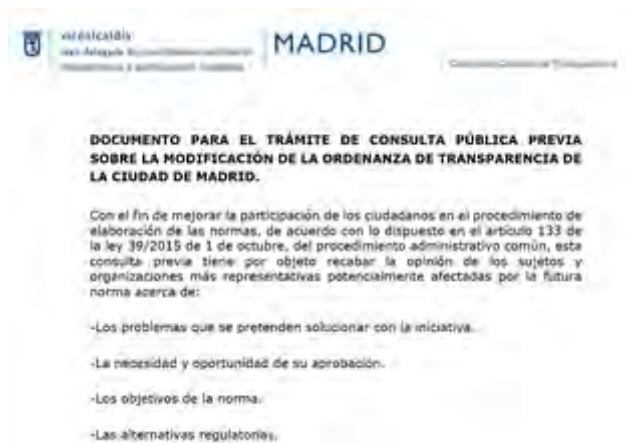 vicealcaldía
MADRID
DOCUMENTO PARA EL TRÁMITE DE CONSULTA PÚBLICA PREVIA
SOBRE LA MODIFICACIÓN DE LA ORDENANZA DE TRANSPARENCIA DE
LA CIUDAD DE MADRID.
Con el fin de mejorar la participación de los ciudadanos en el procedimiento de
elaboración de las normas, de acuerdo con lo dispuesto en el artículo 133 de
la ley 39/2015 de 1 de octubre, del procedimiento administrativo común, esta
consulta previa tiene por objeto recabar la opinión de los sujetos y
organizaciones más representativas potencialmente afectadas por la futura
norma acerca de:
-Los problemas que se pretenden solucionar con la iniciativa.
-La necesidad y oportunidad de su aprobación.
-Los objetivos de la norma.
-Las alternativas regulatorias.